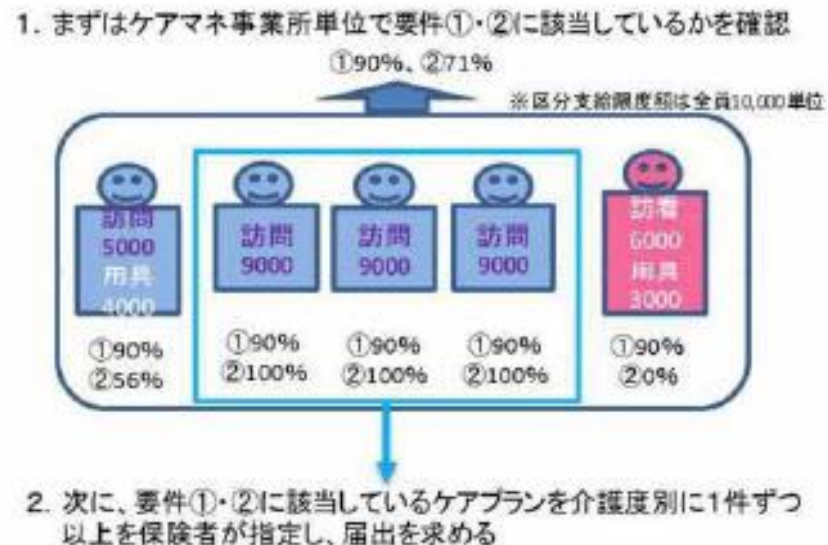 1. まずはケアマネ事業所単位で要件①・②に該当しているかを確認
①90%、②71%
※区分支給限度額は全員10,000単位
訪問
5000
用具
4000
①90%
②56%
訪問
9000
①90%
②100%
訪問
9000
①90%
②100%
訪問
9000
①90%
②100%
訪看
6000
用具
3000
①90%
②0%
2. 次に、要件①・②に該当しているケアプランを介護度別に1件ずつ
以上を保険者が指定し、届出を求める